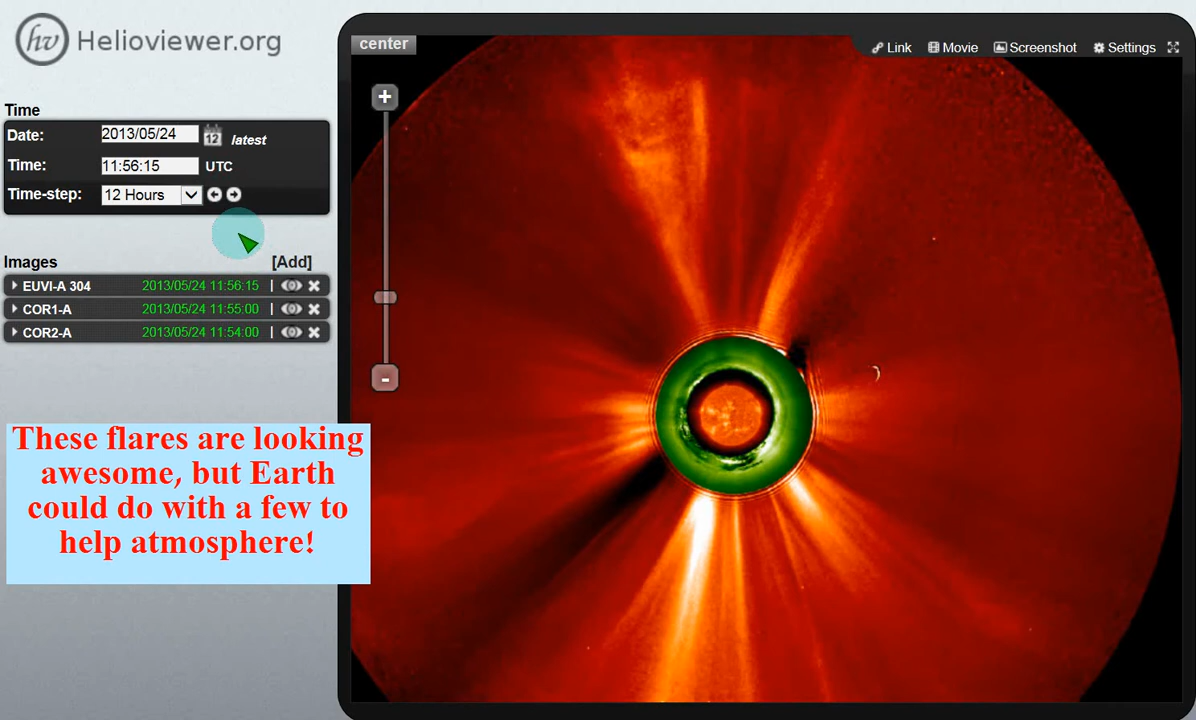 hv Helioviewer.org
center
Link Movie Screenshot Settings
+
Time
Date: 2013/05/24 12 latest
Time: 11:56:15 UTC
Time-step: 12 Hours
Images [Add]
EUVI-A 304 2013/05/24 11:56:15 |
COR1-A 2013/05/24 11:55:00 |
COR2-A 2013/05/24 11:54:00 |
-
These flares are looking
awesome, but Earth
could do with a few to
help atmosphere!